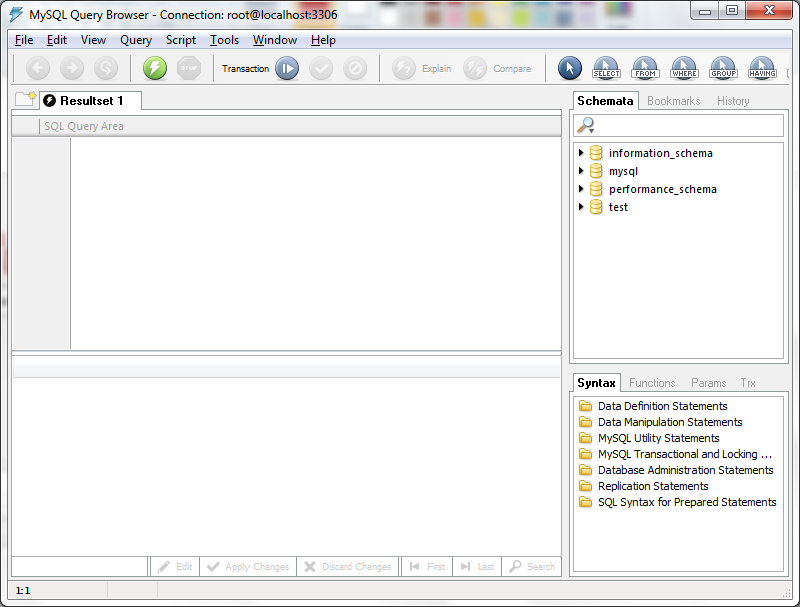 MySQL Query Browser - Connection: root@localhost:3306
File Edit View Query Script Tools Window Help
STOP Transaction Explain Compare SELECT FROM WHERE GROUP HAVING
Resultset 1
SQL Query Area
Schemata Bookmarks History
information_schema
mysql
performance_schema
test
Syntax Functions Params Trx
Data Definition Statements
Data Manipulation Statements
MySQL Utility Statements
MySQL Transactional and Locking ...
Database Administration Statements
Replication Statements
SQL Syntax for Prepared Statements
Edit Apply Changes Discard Changes First Last Search
1:1